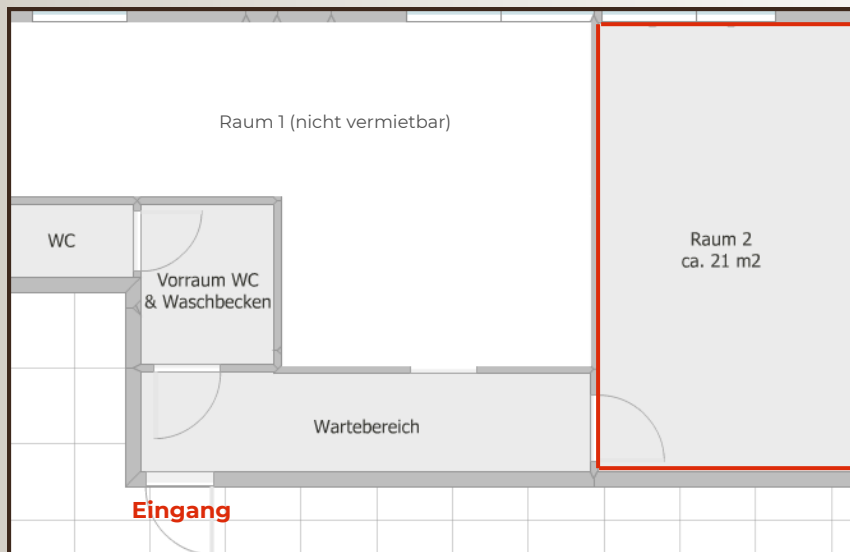 Raum 1 (nicht vermietbar)
WC
Raum 2
ca. 21 m2
Vorraum WC
& Waschbecken
Wartebereich
Eingang